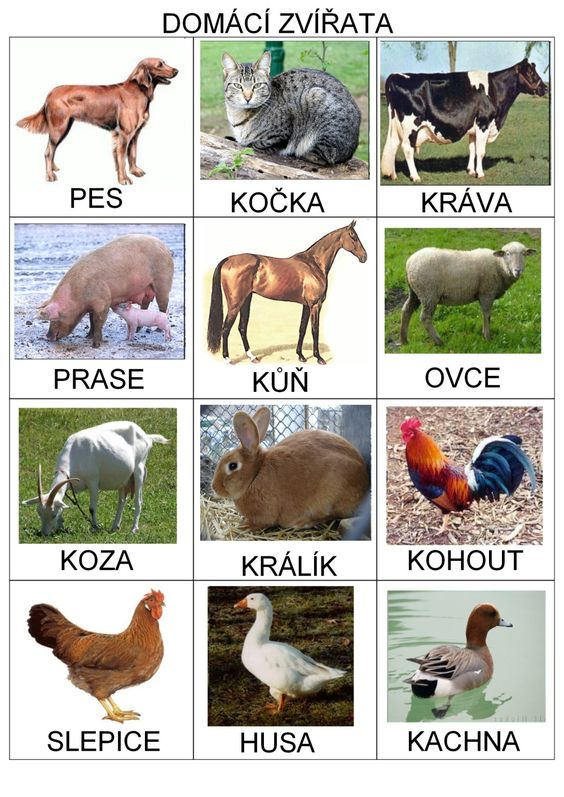 DOMÁCÍ ZVÍŘATA
PES
KOČKA
KRÁVA
PRASE
KŮŇ
OVCE
KOZA
KRÁLÍK
KOHOUT
SLEPICE
HUSA
KACHNA